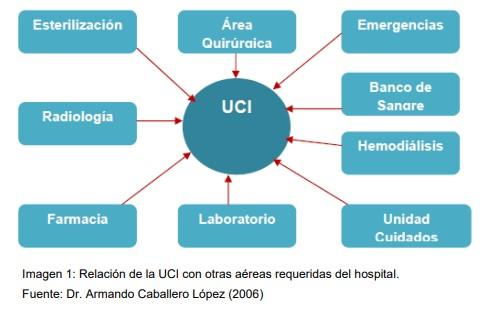 Esterilización
Área
Quirúrgica
Emergencias
UCI
Banco de
Sangre
Radiología
Hemodiálisis
Farmacia
Laboratorio
Unidad
Cuidados
Imagen 1: Relación de la UCI con otras aéreas requeridas del hospital.
Fuente: Dr. Armando Caballero López (2006)